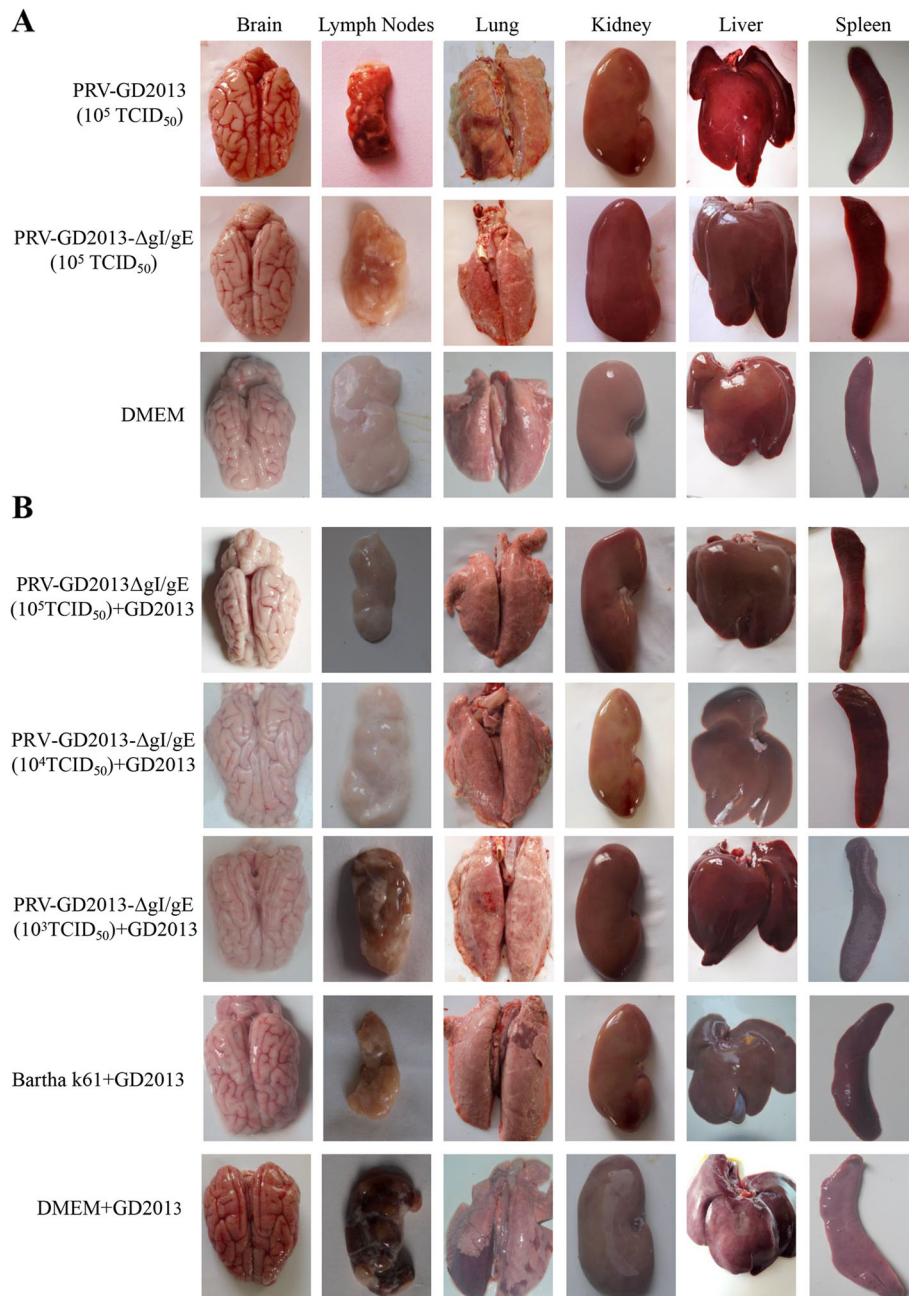 A
Brain Lymph Nodes Lung Kidney Liver Spleen
PRV-GD2013
(10⁵ TCID₅₀)
PRV-GD2013-ΔgI/gE
(10⁵ TCID₅₀)
DMEM
B
PRV-GD2013ΔgI/gE
(10⁵TCID₅₀)+GD2013
PRV-GD2013-ΔgI/gE
(10⁴TCID₅₀)+GD2013
PRV-GD2013-ΔgI/gE
(10³TCID₅₀)+GD2013
Bartha k61+GD2013
DMEM+GD2013